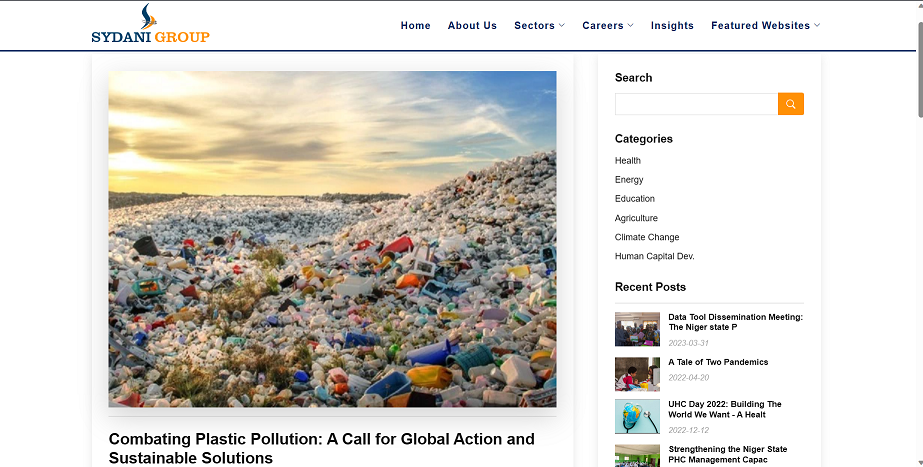 SYDANI GROUP
Home About Us Sectors Careers Insights Featured Websites
Combating Plastic Pollution: A Call for Global Action and
Sustainable Solutions
Search
Categories
Health
Energy
Education
Agriculture
Climate Change
Human Capital Dev.
Recent Posts
Data Tool Dissemination Meeting:
The Niger state P
2023-03-31
A Tale of Two Pandemics
2022-04-20
UHC Day 2022: Building The
World We Want - A Healt
2022-12-12
Strengthening the Niger State
PHC Management Capac